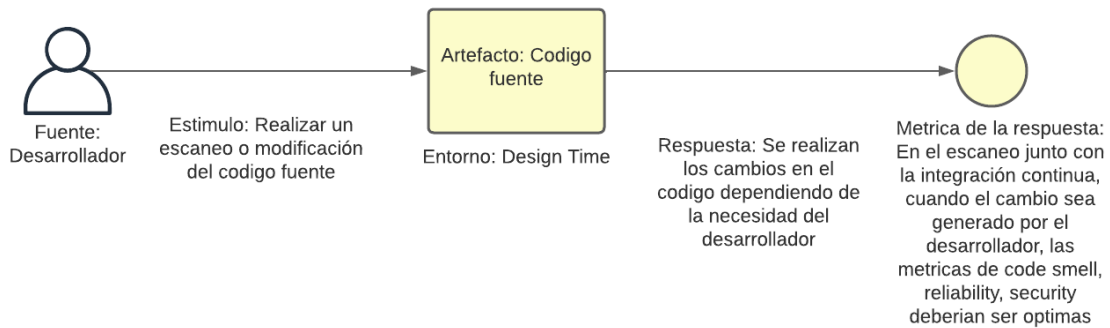 Fuente:
Desarrollador
Estimulo: Realizar un
escaneo o modificación
del codigo fuente
Artefacto: Codigo
fuente
Entorno: Design Time
Respuesta: Se realizan
los cambios en el
codigo dependiendo de
la necesidad del
desarrollador
Metrica de la respuesta:
En el escaneo junto con
la integración continua,
cuando el cambio sea
generado por el
desarrollador, las
metricas de code smell,
reliability, security
deberian ser optimas